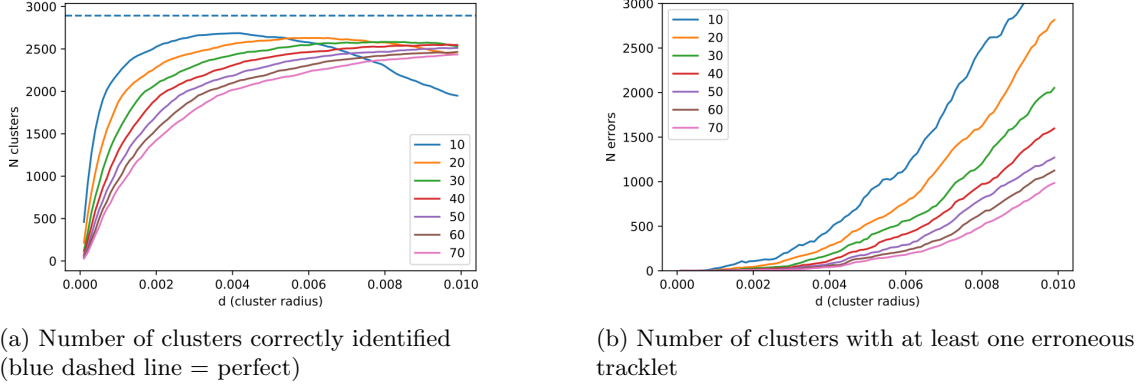 3000
2500
2000
1500
1000
500
0
N clusters
10
20
30
40
50
60
70
0.000 0.002 0.004 0.006 0.008 0.010
d (cluster radius)
(a) Number of clusters correctly identified
(blue dashed line = perfect)
3000
2500
2000
1500
1000
500
0
N errors
10
20
30
40
50
60
70
0.000 0.002 0.004 0.006 0.008 0.010
d (cluster radius)
(b) Number of clusters with at least one erroneous
tracklet